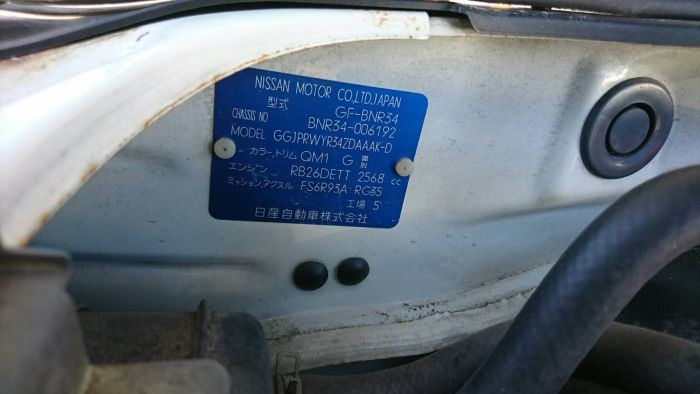 NISSAN MOTOR CO.,LTD.JAPAN
型式 GF-BNR34
CHASSIS NO BNR34-006192
MODEL GGJPRWYR34ZDAAAK-D
カラー,トリム QM1 G
エンジン RB26DETT 2568 cc
ミッション,アクスル FS6R93A RG35
工場 5
日産自動車株式会社